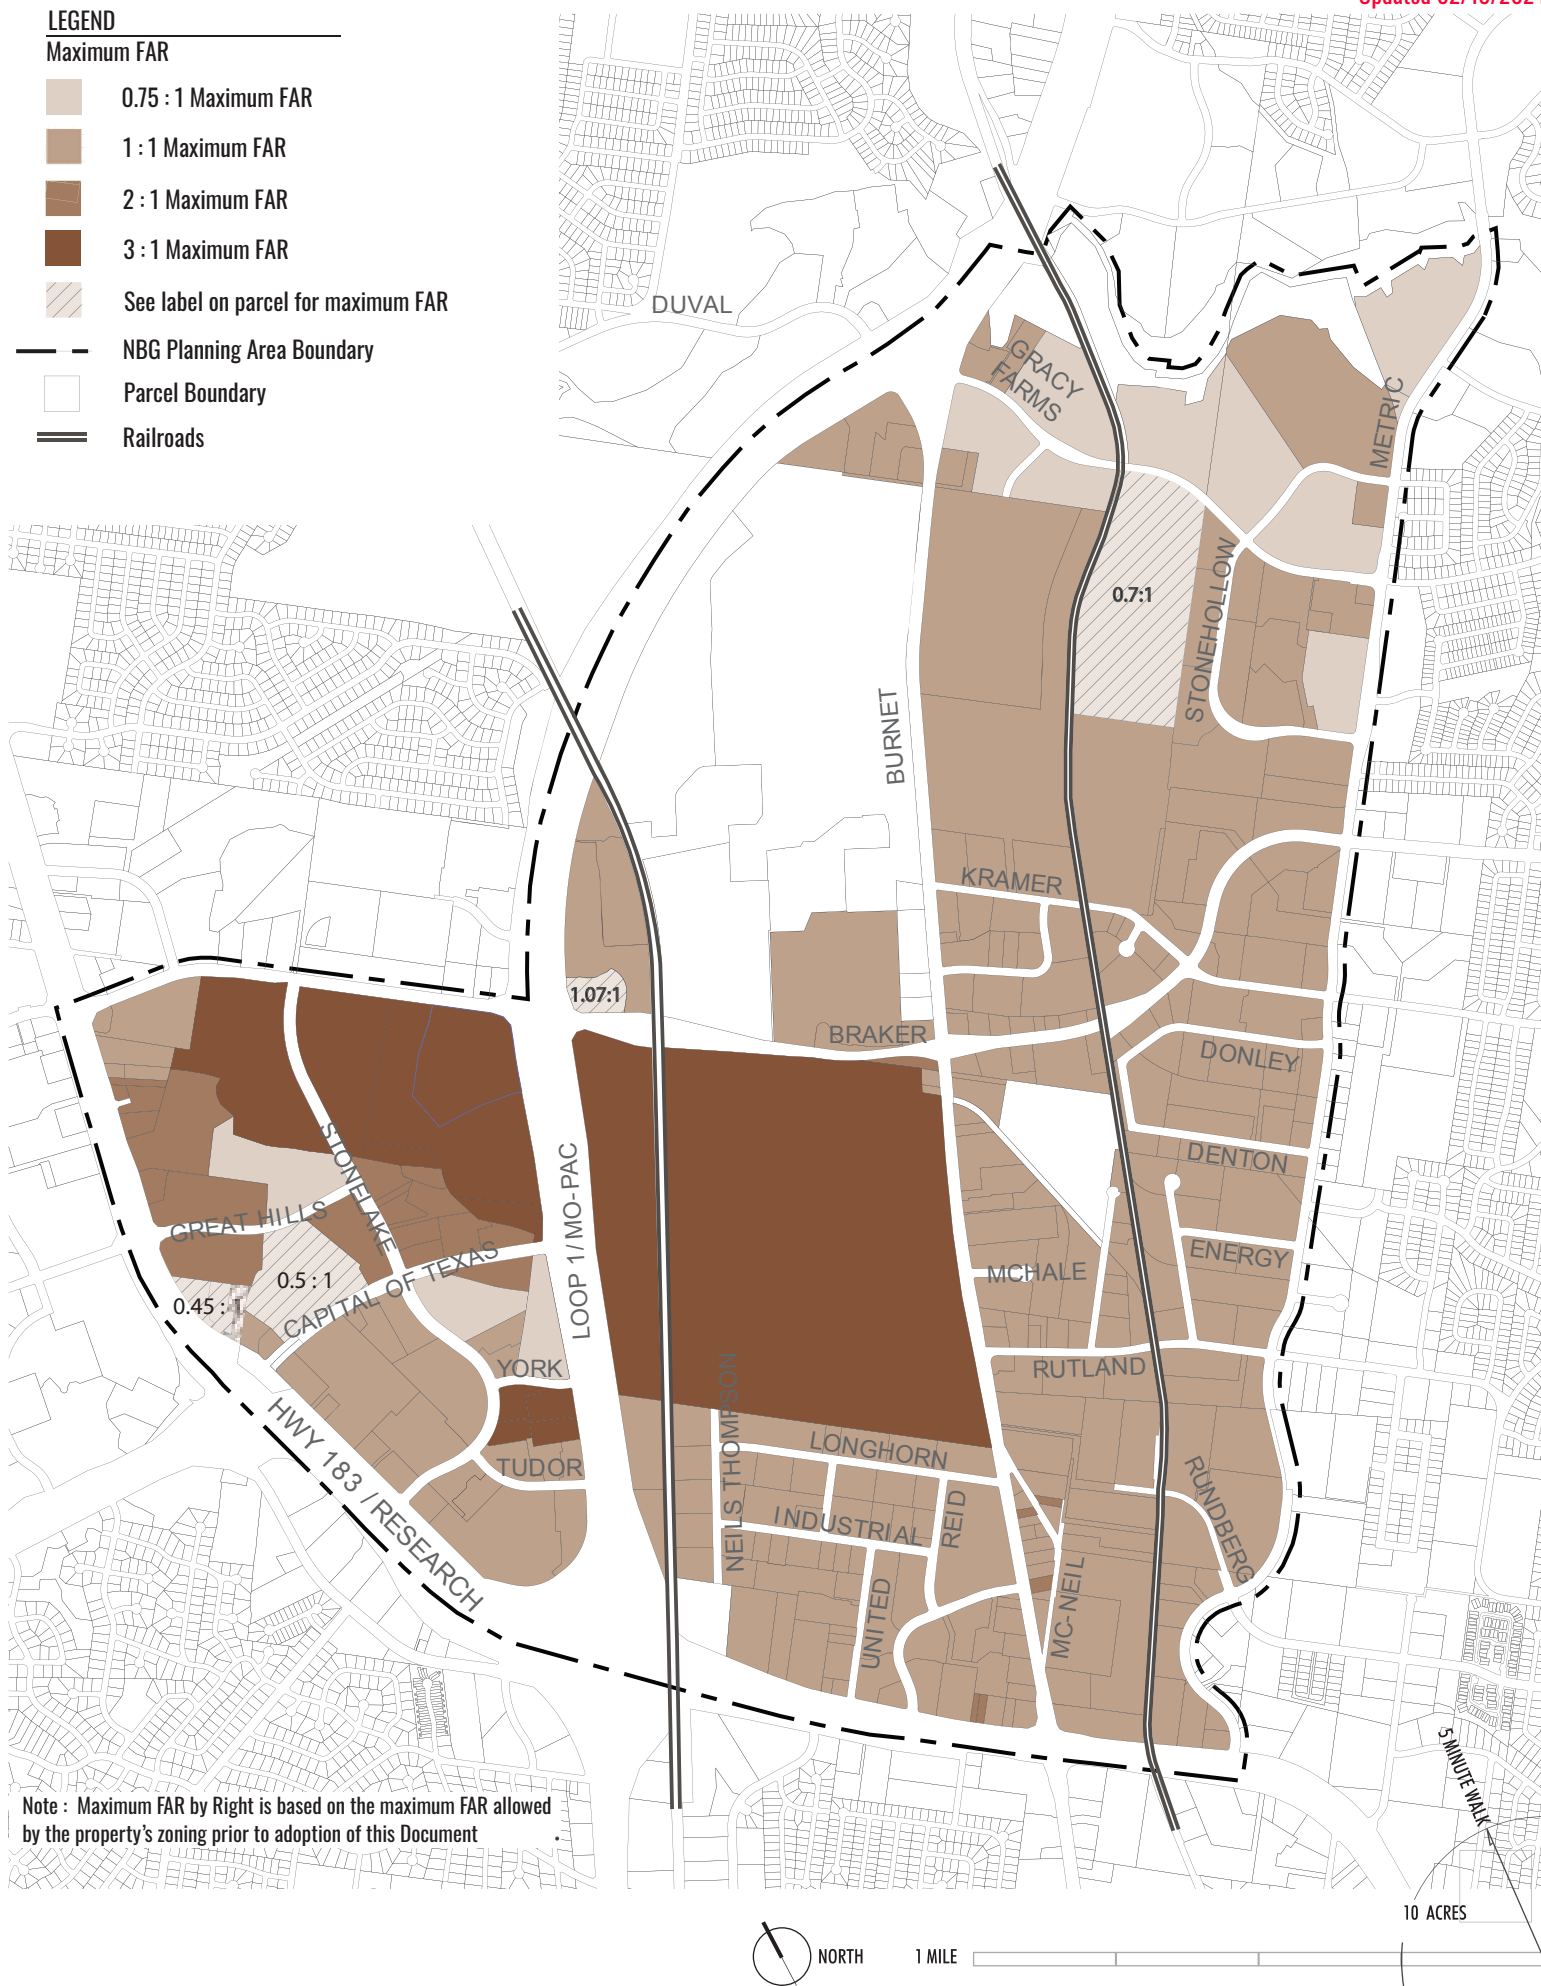 LEGEND
Maximum FAR
0.75 : 1 Maximum FAR
1 : 1 Maximum FAR
2 : 1 Maximum FAR
3 : 1 Maximum FAR
See label on parcel for maximum FAR
NBG Planning Area Boundary
Parcel Boundary
Railroads
DUVAL
GRACY
FARMS
METRIC
0.7:1
STONEHOLLOW
BURNET
KRAMER
1.07:1
BRAKER
DONLEY
DENTON
STONELAKE
LOOP 1/ MO-PAC
GREAT HILLS
ENERGY
CAPITAL OF TEXAS
MCHALE
0.5 : 1
0.45 :
YORK
RUTLAND
NEILS THOMPSON
HWY 183 / RESEARCH
TUDOR
LONGHORN
INDUSTRIAL
REID
RUNDBERG
UNITED
MC-NEIL
5 MINUTE WALK
Note : Maximum FAR by Right is based on the maximum FAR allowed
by the property's zoning prior to adoption of this Document
10 ACRES
NORTH
1 MILE